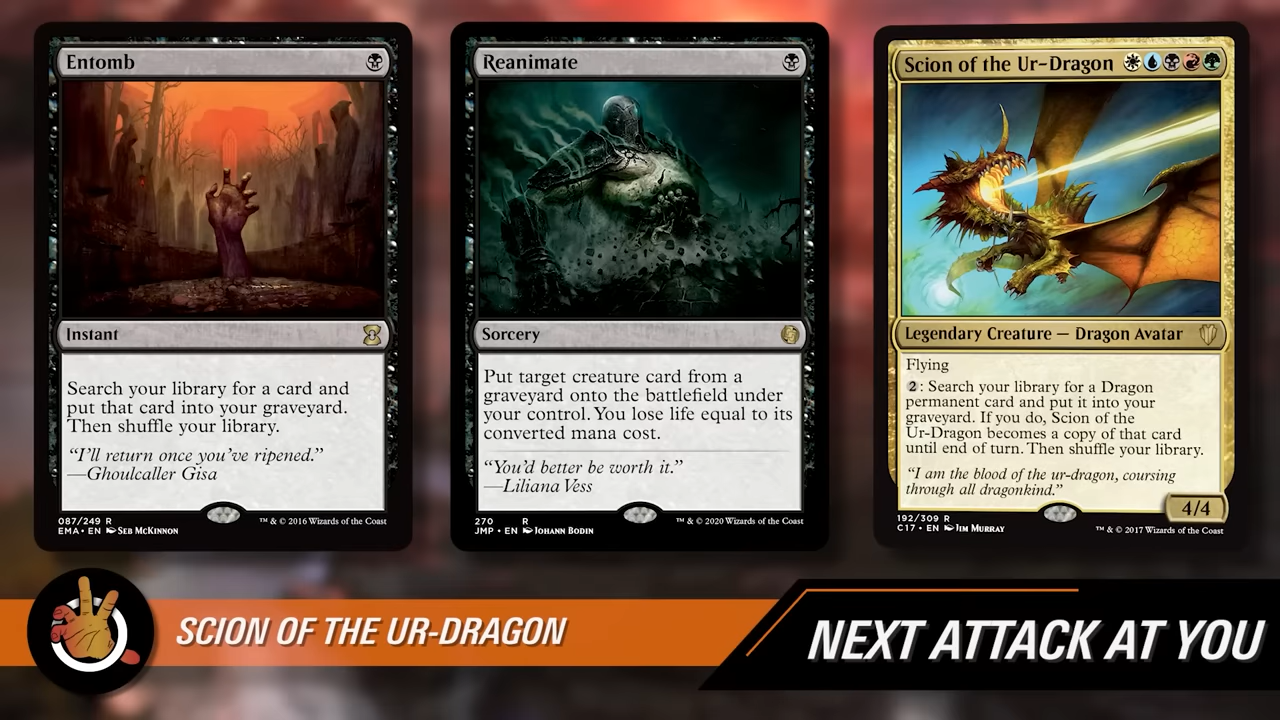 Entomb
Instant
Search your library for a card and
put that card into your graveyard.
Then shuffle your library.
“I’ll return once you’ve ripened.”
—Ghoulcaller Gisa
087/249 R
EMA • EN Seb McKinnon
™ & © 2016 Wizards of the Coast
Reanimate
Sorcery
Put target creature card from a
graveyard onto the battlefield under
your control. You lose life equal to its
converted mana cost.
“You’d better be worth it.”
—Liliana Vess
270 R
JMP • EN Johann Bodin
™ & © 2020 Wizards of the Coast
Scion of the Ur-Dragon
Legendary Creature — Dragon Avatar
Flying
2: Search your library for a Dragon
permanent card and put it into your
graveyard. If you do, Scion of the
Ur-Dragon becomes a copy of that card
until end of turn. Then shuffle your library.
“I am the blood of the ur-dragon, coursing
through all dragonkind.”
4/4
192/309 R
C17 • EN Jim Murray
™ & © 2017 Wizards of the Coast
SCION OF THE UR-DRAGON
NEXT ATTACK AT YOU